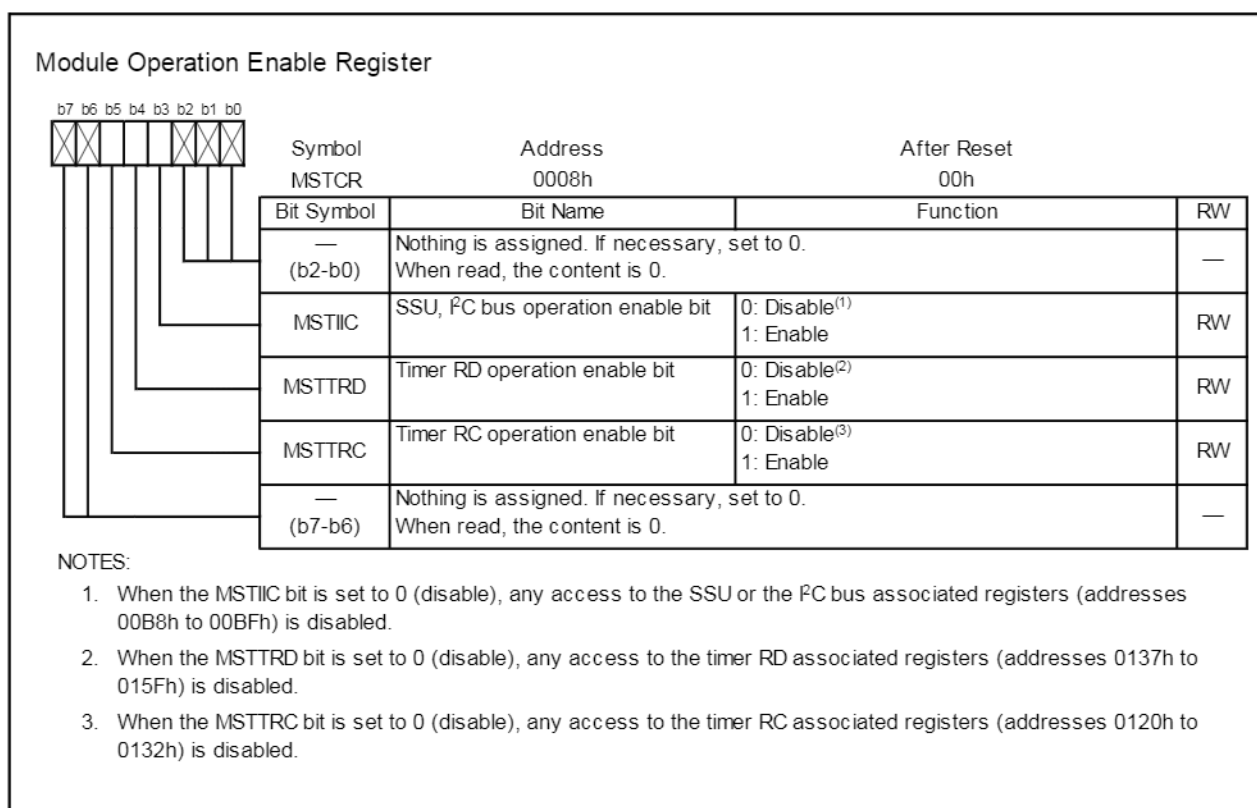 Module Operation Enable Register
b7 b6 b5 b4 b3 b2 b1 b0
Symbol Address After Reset
MSTCR 0008h 00h
Bit Symbol Bit Name Function RW
— (b2-b0) Nothing is assigned. If necessary, set to 0.
When read, the content is 0. —
MSTIIC SSU, I²C bus operation enable bit 0: Disable(1)
1: Enable RW
MSTTRD Timer RD operation enable bit 0: Disable(2)
1: Enable RW
MSTTRC Timer RC operation enable bit 0: Disable(3)
1: Enable RW
— (b7-b6) Nothing is assigned. If necessary, set to 0.
When read, the content is 0. —
NOTES:
1. When the MSTIIC bit is set to 0 (disable), any access to the SSU or the I²C bus associated registers (addresses
00B8h to 00BFh) is disabled.
2. When the MSTTRD bit is set to 0 (disable), any access to the timer RD associated registers (addresses 0137h to
015Fh) is disabled.
3. When the MSTTRC bit is set to 0 (disable), any access to the timer RC associated registers (addresses 0120h to
0132h) is disabled.